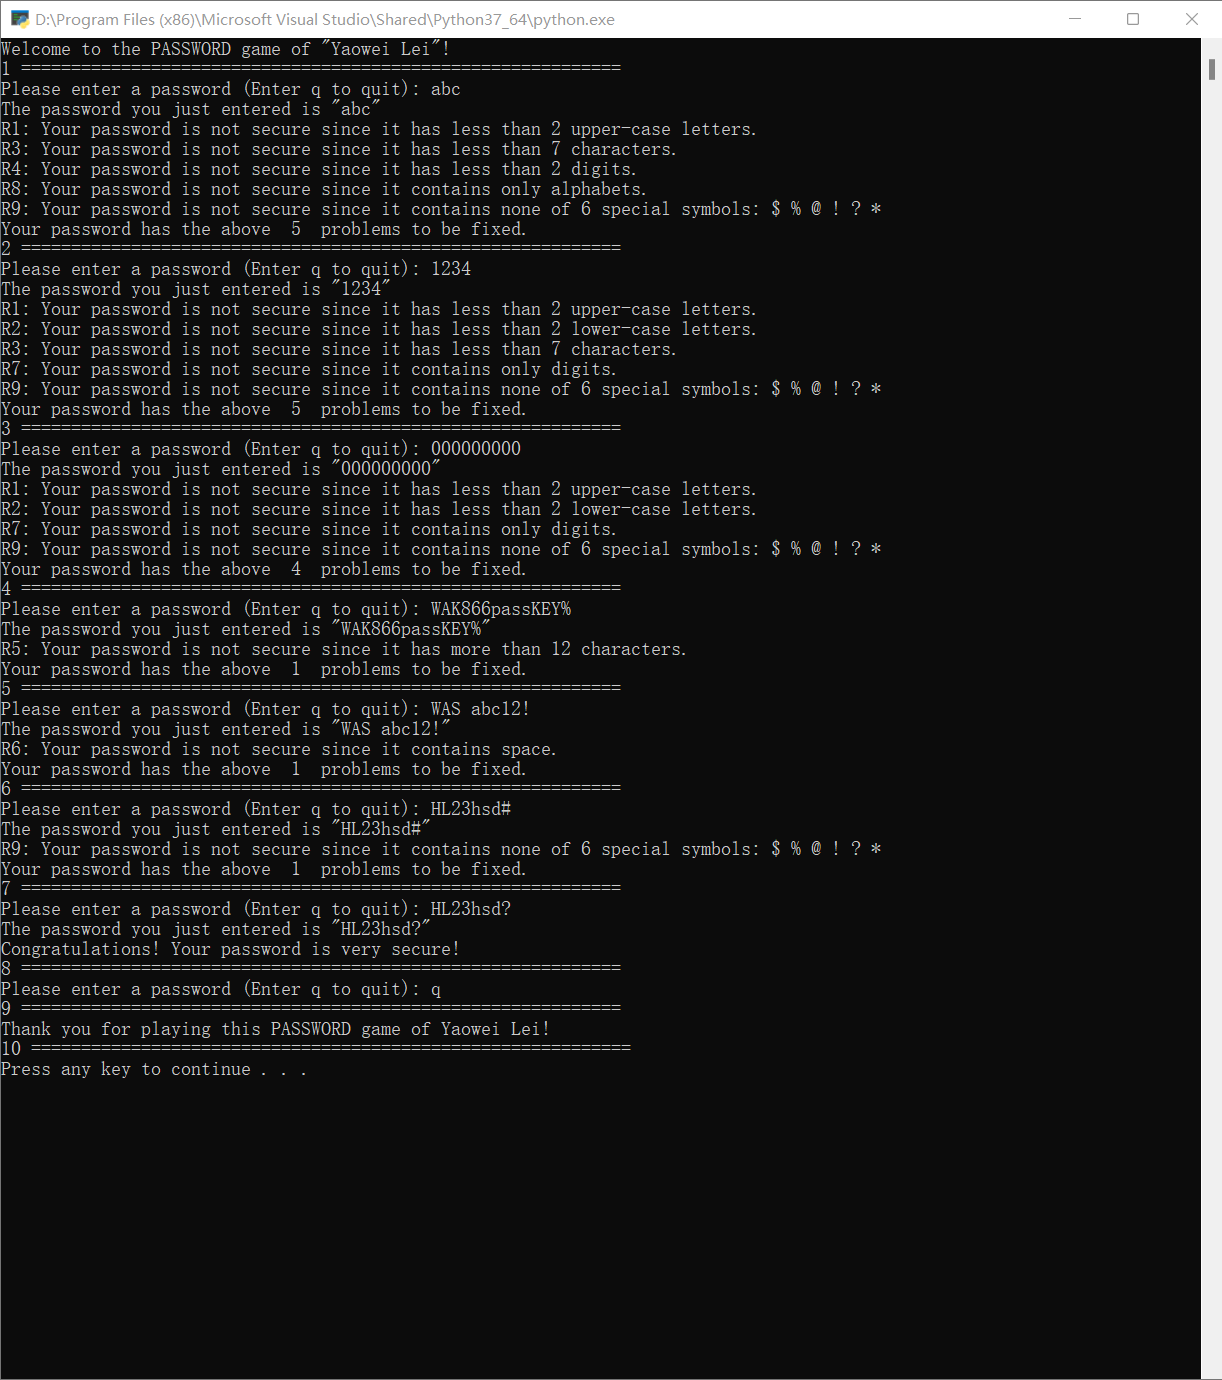 D:\Program Files (x86)\Microsoft Visual Studio\Shared\Python37_64\python.exe
Welcome to the PASSWORD game of "Yaowei Lei"!
1 ============================================================
Please enter a password (Enter q to quit): abc
The password you just entered is "abc"
R1: Your password is not secure since it has less than 2 upper-case letters.
R3: Your password is not secure since it has less than 7 characters.
R4: Your password is not secure since it has less than 2 digits.
R8: Your password is not secure since it contains only alphabets.
R9: Your password is not secure since it contains none of 6 special symbols: $ % @ ! ? *
Your password has the above  5  problems to be fixed.
2 ============================================================
Please enter a password (Enter q to quit): 1234
The password you just entered is "1234"
R1: Your password is not secure since it has less than 2 upper-case letters.
R2: Your password is not secure since it has less than 2 lower-case letters.
R3: Your password is not secure since it has less than 7 characters.
R7: Your password is not secure since it contains only digits.
R9: Your password is not secure since it contains none of 6 special symbols: $ % @ ! ? *
Your password has the above  5  problems to be fixed.
3 ============================================================
Please enter a password (Enter q to quit): 000000000
The password you just entered is "000000000"
R1: Your password is not secure since it has less than 2 upper-case letters.
R2: Your password is not secure since it has less than 2 lower-case letters.
R7: Your password is not secure since it contains only digits.
R9: Your password is not secure since it contains none of 6 special symbols: $ % @ ! ? *
Your password has the above  4  problems to be fixed.
4 ============================================================
Please enter a password (Enter q to quit): WAK866passKEY%
The password you just entered is "WAK866passKEY%"
R5: Your password is not secure since it has more than 12 characters.
Your password has the above  1  problems to be fixed.
5 ============================================================
Please enter a password (Enter q to quit): WAS abc12!
The password you just entered is "WAS abc12!"
R6: Your password is not secure since it contains space.
Your password has the above  1  problems to be fixed.
6 ============================================================
Please enter a password (Enter q to quit): HL23hsd#
The password you just entered is "HL23hsd#"
R9: Your password is not secure since it contains none of 6 special symbols: $ % @ ! ? *
Your password has the above  1  problems to be fixed.
7 ============================================================
Please enter a password (Enter q to quit): HL23hsd?
The password you just entered is "HL23hsd?"
Congratulations! Your password is very secure!
8 ============================================================
Please enter a password (Enter q to quit): q
9 ============================================================
Thank you for playing this PASSWORD game of Yaowei Lei!
10 ============================================================
Press any key to continue . . .